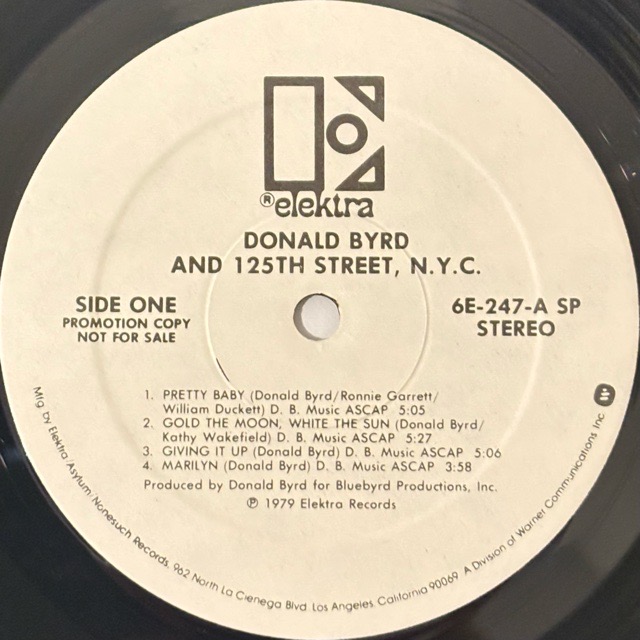 ® elektra
DONALD BYRD
AND 125TH STREET, N.Y.C.
SIDE ONE
PROMOTION COPY
NOT FOR SALE
6E-247-A SP
STEREO
1. PRETTY BABY (Donald Byrd/Ronnie Garrett/
William Duckett) D. B. Music ASCAP 5:05
2. GOLD THE MOON, WHITE THE SUN (Donald Byrd/
Kathy Wakefield) D. B. Music ASCAP 5:27
3. GIVING IT UP (Donald Byrd) D. B. Music ASCAP 5:06
4. MARILYN (Donald Byrd) D. B. Music ASCAP 3:58
Produced by Donald Byrd for Bluebyrd Productions, Inc.
℗ 1979 Elektra Records
Mfg. by Elektra/Asylum/Nonesuch Records, 962 North La Cienega Blvd. Los Angeles, California 90069 A Division of Warner Communications Inc.